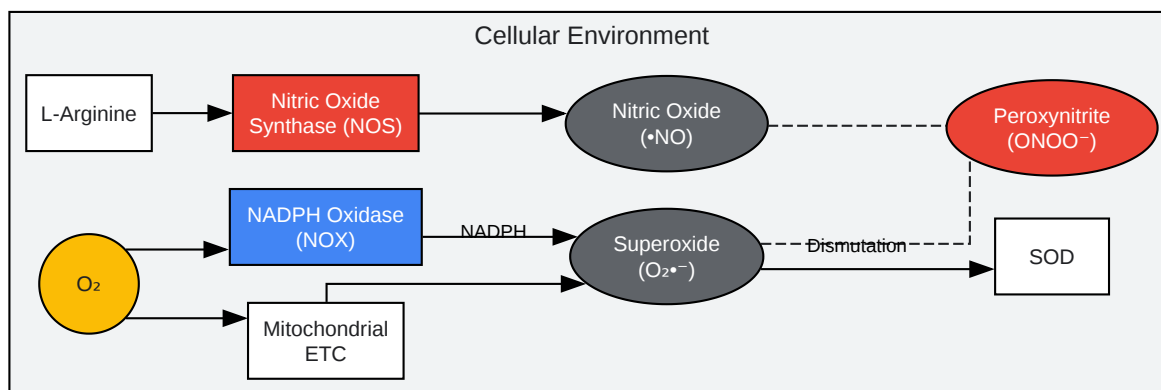 Cellular Environment
L-Arginine
Nitric Oxide
Synthase (NOS)
Nitric Oxide
(•NO)
Peroxynitrite
(ONOO⁻)
O₂
NADPH Oxidase
(NOX)
NADPH
Superoxide
(O₂•⁻)
Dismutation
SOD
Mitochondrial
ETC